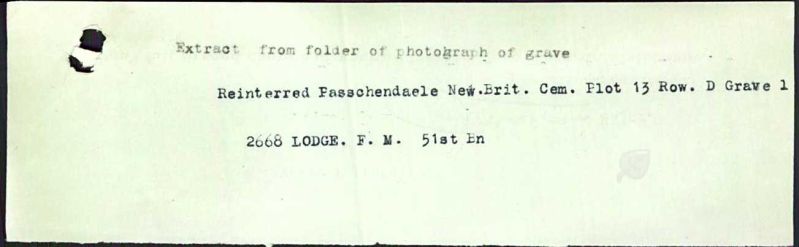 Extract from folder of photograph of grave
Reinterred Passchendaele New.Brit. Cem. Plot 13 Row. D Grave 1
2668 LODGE. F. M. 51st Bn